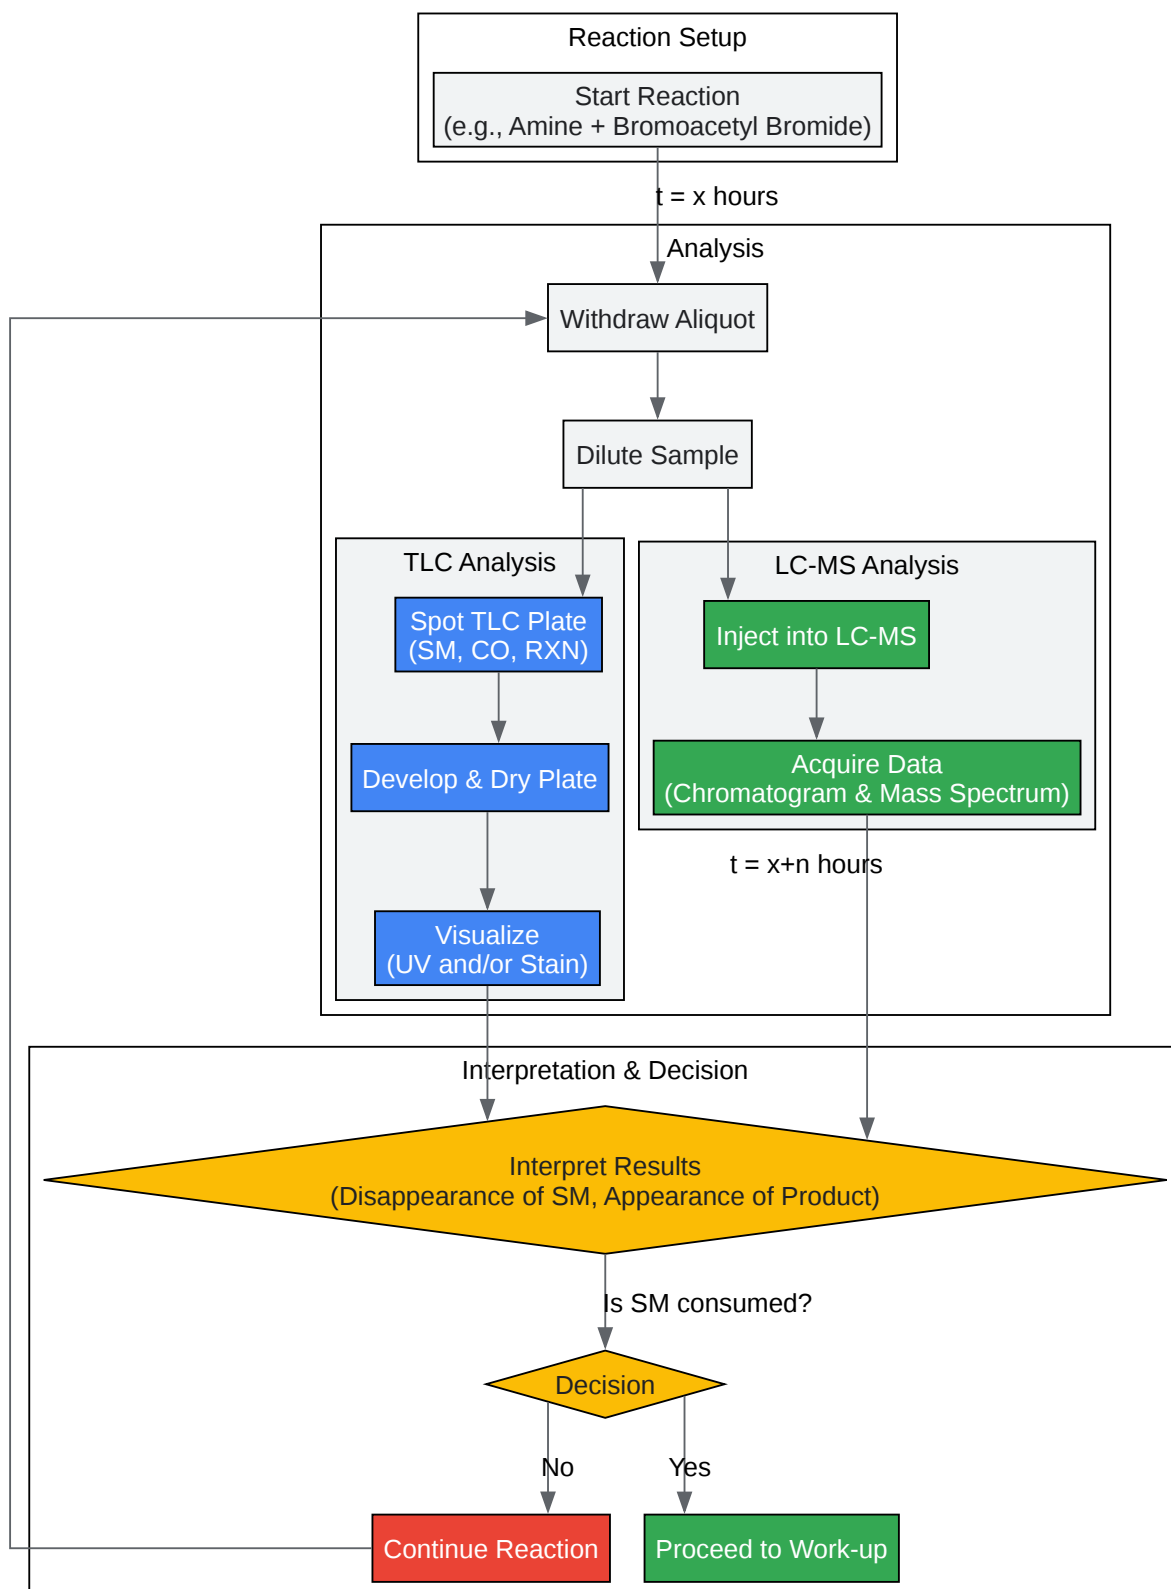 Reaction Setup
Start Reaction
(e.g., Amine + Bromoacetyl Bromide)
t = x hours
Analysis
Withdraw Aliquot
Dilute Sample
TLC Analysis
Spot TLC Plate
(SM, CO, RXN)
Develop & Dry Plate
Visualize
(UV and/or Stain)
LC-MS Analysis
Inject into LC-MS
Acquire Data
(Chromatogram & Mass Spectrum)
t = x+n hours
Interpretation & Decision
Interpret Results
(Disappearance of SM, Appearance of Product)
Is SM consumed?
Decision
No
Yes
Continue Reaction
Proceed to Work-up